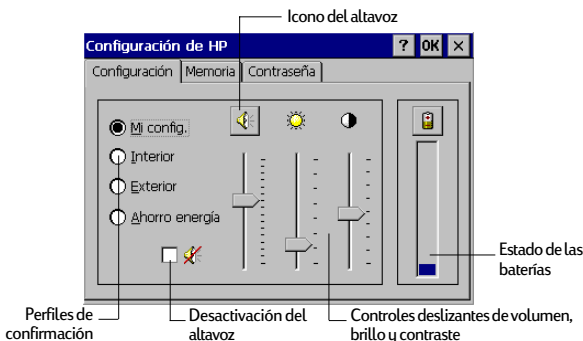 Icono del altavoz
Configuración de HP
? OK ×
Configuración Memoria Contraseña
Mi config.
Interior
Exterior
Ahorro energía
Estado de las
baterías
Perfiles de
confirmación
Desactivación del
altavoz
Controles deslizantes de volumen,
brillo y contraste